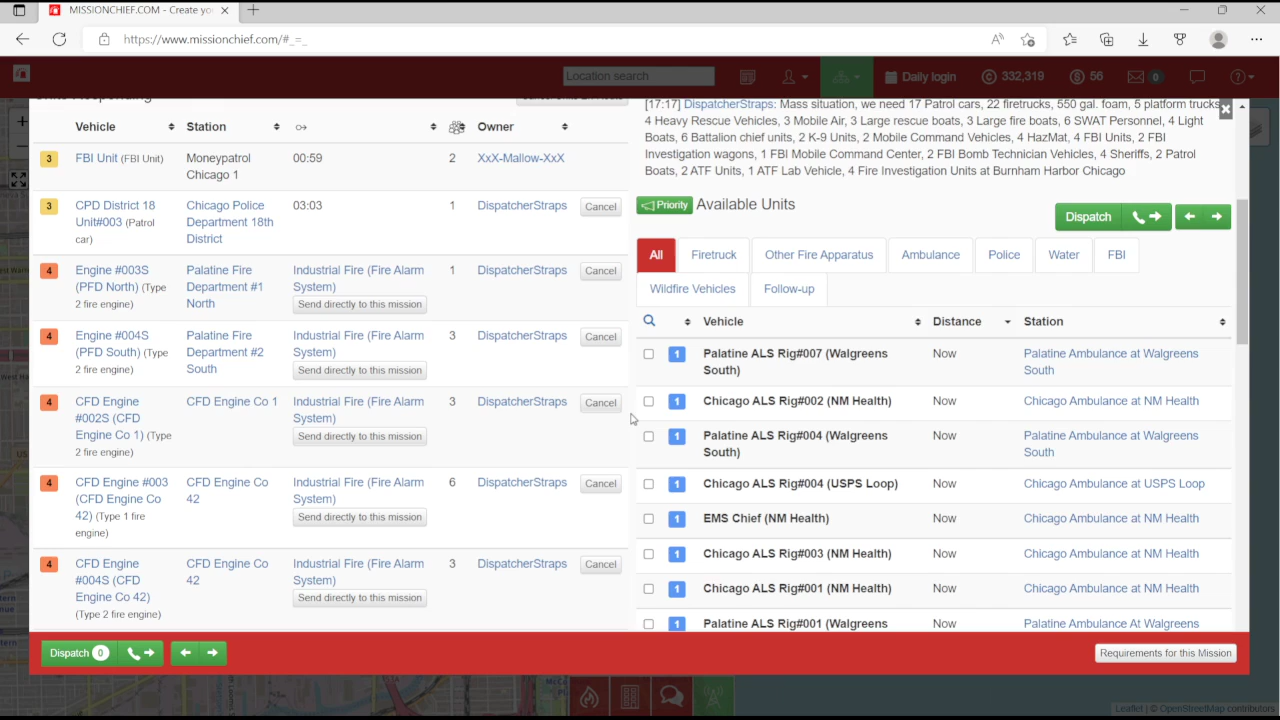 MISSIONCHIEF.COM - Create yo
https://www.missionchief.com/#_=_
Location search
Daily login
332,319
56
0
Vehicle Station Owner
3 FBI Unit (FBI Unit) Moneypatrol 00:59 2 XxX-Mallow-XxX
Chicago 1
3 CPD District 18 Chicago Police 03:03 1 DispatcherStraps Cancel
Unit#003 (Patrol Department 18th
car) District
4 Engine #003S Palatine Fire Industrial Fire (Fire Alarm 1 DispatcherStraps Cancel
(PFD North) (Type Department #1 System)
2 fire engine) North Send directly to this mission
4 Engine #004S Palatine Fire Industrial Fire (Fire Alarm 3 DispatcherStraps Cancel
(PFD South) (Type Department #2 System)
2 fire engine) South Send directly to this mission
4 CFD Engine CFD Engine Co 1 Industrial Fire (Fire Alarm 3 DispatcherStraps Cancel
#002S (CFD System)
Engine Co 1) (Type Send directly to this mission
2 fire engine)
4 CFD Engine #003 CFD Engine Co Industrial Fire (Fire Alarm 6 DispatcherStraps Cancel
(CFD Engine Co 42 System)
42) (Type 1 fire Send directly to this mission
engine)
4 CFD Engine CFD Engine Co Industrial Fire (Fire Alarm 3 DispatcherStraps Cancel
#004S (CFD 42 System)
Engine Co 42) Send directly to this mission
(Type 2 fire engine)
[17:17] DispatcherStraps: Mass situation, we need 17 Patrol cars, 22 firetrucks, 550 gal. foam, 5 platform trucks,
4 Heavy Rescue Vehicles, 3 Mobile Air, 3 Large rescue boats, 3 Large fire boats, 6 SWAT Personnel, 4 Light
Boats, 6 Battalion chief units, 2 K-9 Units, 2 Mobile Command Vehicles, 4 HazMat, 4 FBI Units, 2 FBI
Investigation wagons, 1 FBI Mobile Command Center, 2 FBI Bomb Technician Vehicles, 4 Sheriffs, 2 Patrol
Boats, 2 ATF Units, 1 ATF Lab Vehicle, 4 Fire Investigation Units at Burnham Harbor Chicago
Priority Available Units
Dispatch
All Firetruck Other Fire Apparatus Ambulance Police Water FBI
Wildfire Vehicles Follow-up
Vehicle Distance Station
1 Palatine ALS Rig#007 (Walgreens Now Palatine Ambulance at Walgreens
South) South
1 Chicago ALS Rig#002 (NM Health) Now Chicago Ambulance at NM Health
1 Palatine ALS Rig#004 (Walgreens Now Palatine Ambulance at Walgreens
South) South
1 Chicago ALS Rig#004 (USPS Loop) Now Chicago Ambulance at USPS Loop
1 EMS Chief (NM Health) Now Chicago Ambulance at NM Health
1 Chicago ALS Rig#003 (NM Health) Now Chicago Ambulance at NM Health
1 Chicago ALS Rig#001 (NM Health) Now Chicago Ambulance at NM Health
1 Palatine ALS Rig#001 (Walgreens Now Palatine Ambulance At Walgreens
Dispatch 0
Requirements for this Mission
Leaflet | © OpenStreetMap contributors